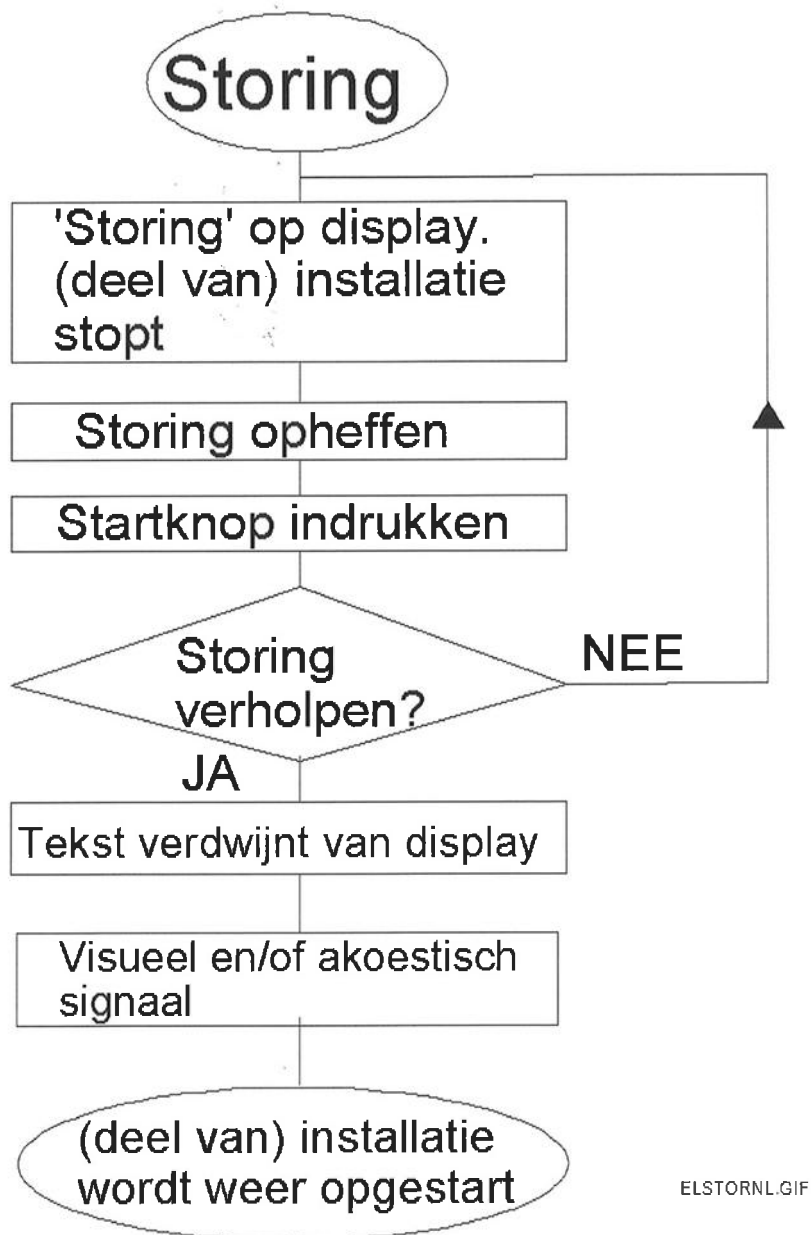 Storing
'Storing' op display.
(deel van) installatie
stopt
Storing opheffen
Startknop indrukken
Storing
verholpen?
NEE
JA
Tekst verdwijnt van display
Visueel en/of akoestisch
signaal
(deel van) installatie
wordt weer opgestart
ELSTORNL.GIF